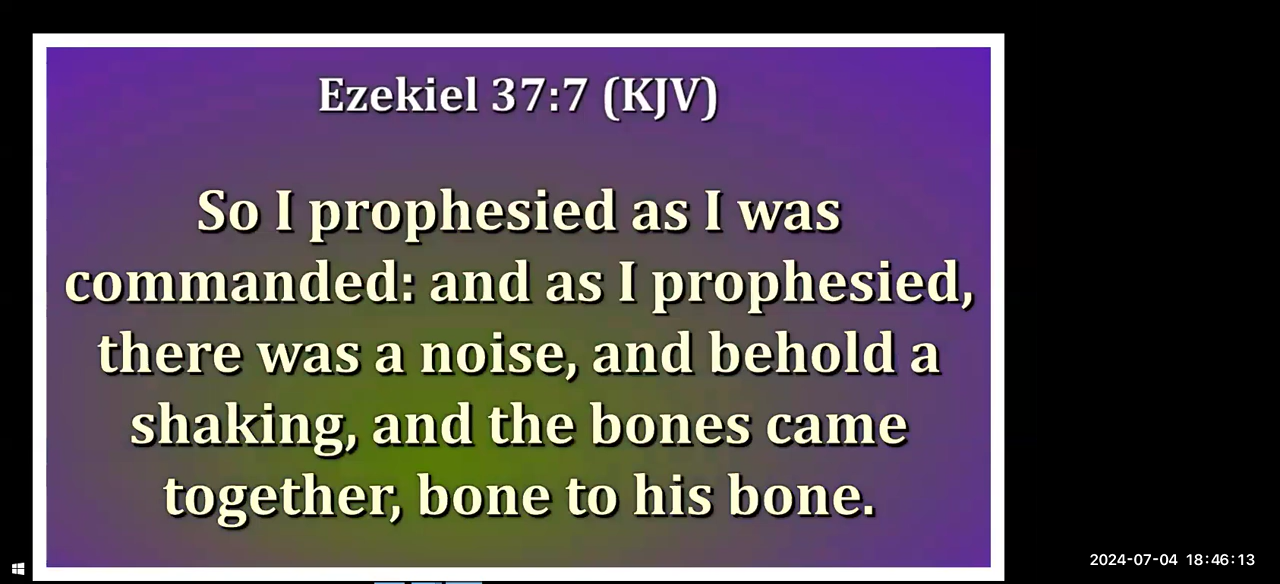 Ezekiel 37:7 (KJV)
So I prophesied as I was
commanded: and as I prophesied,
there was a noise, and behold a
shaking, and the bones came
together, bone to his bone.
2024-07-04 18:46:13